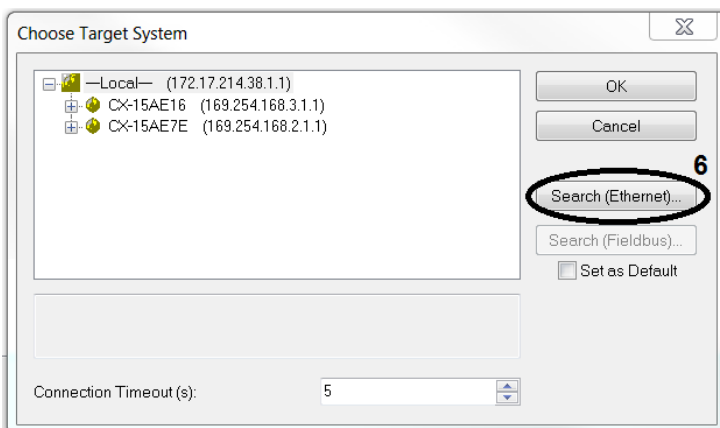 Choose Target System
—Local— (172.17.214.38.1.1)
CX-15AE16 (169.254.168.3.1.1)
CX-15AE7E (169.254.168.2.1.1)
OK
Cancel
6
Search (Ethernet)...
Search (Fieldbus)...
Set as Default
Connection Timeout (s): 5